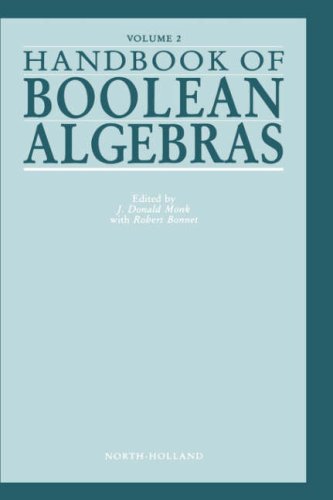 VOLUME 2
HANDBOOK OF
BOOLEAN
ALGEBRAS
Edited by
J. Donald Monk
with Robert Bonnet
NORTH-HOLLAND